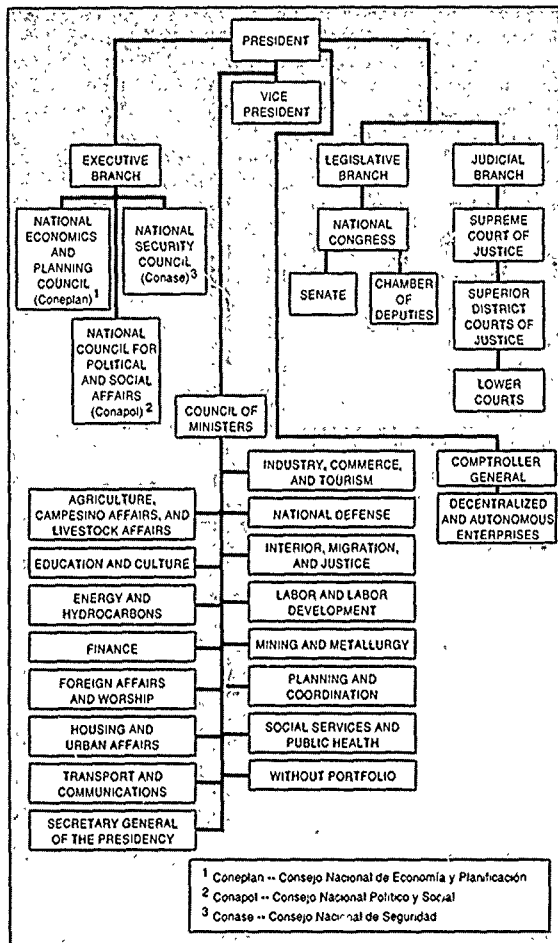 PRESIDENT
VICE
PRESIDENT
EXECUTIVE
BRANCH
LEGISLATIVE
BRANCH
JUDICIAL
BRANCH
NATIONAL
ECONOMICS
AND
PLANNING
COUNCIL
(Coneplan) 1
NATIONAL
SECURITY
COUNCIL
(Conase) 3
NATIONAL
COUNCIL FOR
POLITICAL
AND SOCIAL
AFFAIRS
(Conapol) 2
NATIONAL
CONGRESS
SENATE
CHAMBER
OF
DEPUTIES
SUPREME
COURT OF
JUSTICE
SUPERIOR
DISTRICT
COURTS OF
JUSTICE
LOWER
COURTS
COUNCIL OF
MINISTERS
COMPTROLLER
GENERAL
DECENTRALIZED
AND AUTONOMOUS
ENTERPRISES
AGRICULTURE,
CAMPESINO AFFAIRS, AND
LIVESTOCK AFFAIRS
EDUCATION AND CULTURE
ENERGY AND
HYDROCARBONS
FINANCE
FOREIGN AFFAIRS
AND WORSHIP
HOUSING AND
URBAN AFFAIRS
TRANSPORT AND
COMMUNICATIONS
SECRETARY GENERAL
OF THE PRESIDENCY
INDUSTRY, COMMERCE,
AND TOURISM
NATIONAL DEFENSE
INTERIOR, MIGRATION,
AND JUSTICE
LABOR AND LABOR
DEVELOPMENT
MINING AND METALLURGY
PLANNING AND
COORDINATION
SOCIAL SERVICES AND
PUBLIC HEALTH
WITHOUT PORTFOLIO
1 Coneplan -- Consejo Nacional de Economía y Planificación
2 Conapol -- Consejo Nacional Político y Social
3 Conase -- Consejo Nacional de Seguridad